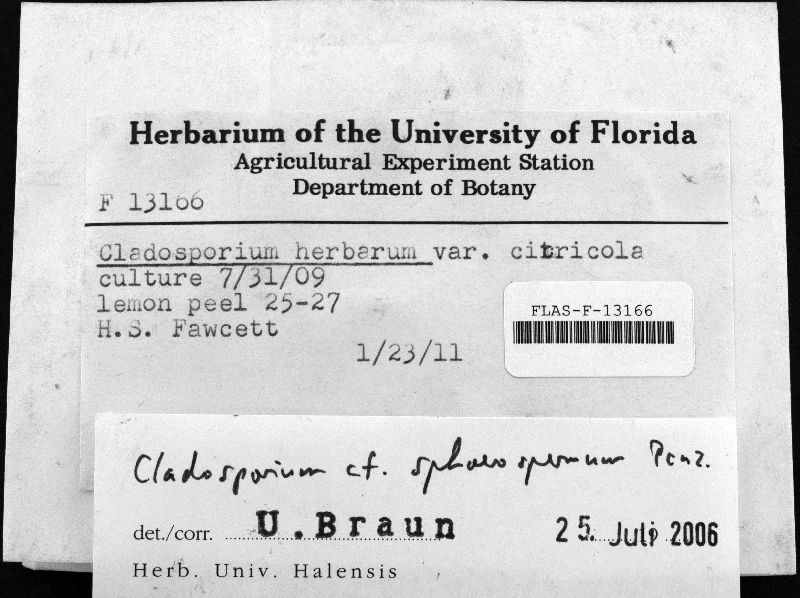 Herbarium of the University of Florida
Agricultural Experiment Station
Department of Botany
F 13166
Cladosporium herbarum var. citricola
culture 7/31/09
lemon peel 25-27
H.S. Fawcett
1/23/11
FLAS-F-13166
Cladosporium cf. sphaerospermum Penz.
det./corr. U. Braun 25. Juli 2006
Herb. Univ. Halensis